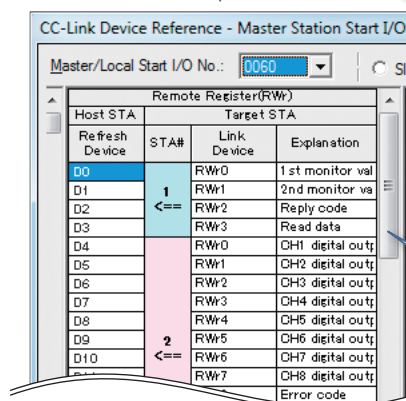 CC-Link Device Reference - Master Station Start I/O
Master/Local Start I/O No.: 0060
Remote Register(RWr)
Host STA Target STA
Refresh Device STA# Link Device Explanation
D0 RWr0 1st monitor val
D1 1 RWr1 2nd monitor va
D2 <== RWr2 Reply code
D3 RWr3 Read data
D4 RWr0 CH1 digital outp
D5 RWr1 CH2 digital outp
D6 RWr2 CH3 digital outp
D7 RWr3 CH4 digital outp
D8 RWr4 CH5 digital outp
D9 2 RWr5 CH6 digital outp
D10 <== RWr6 CH7 digital outp
RWr7 CH8 digital outp
Error code